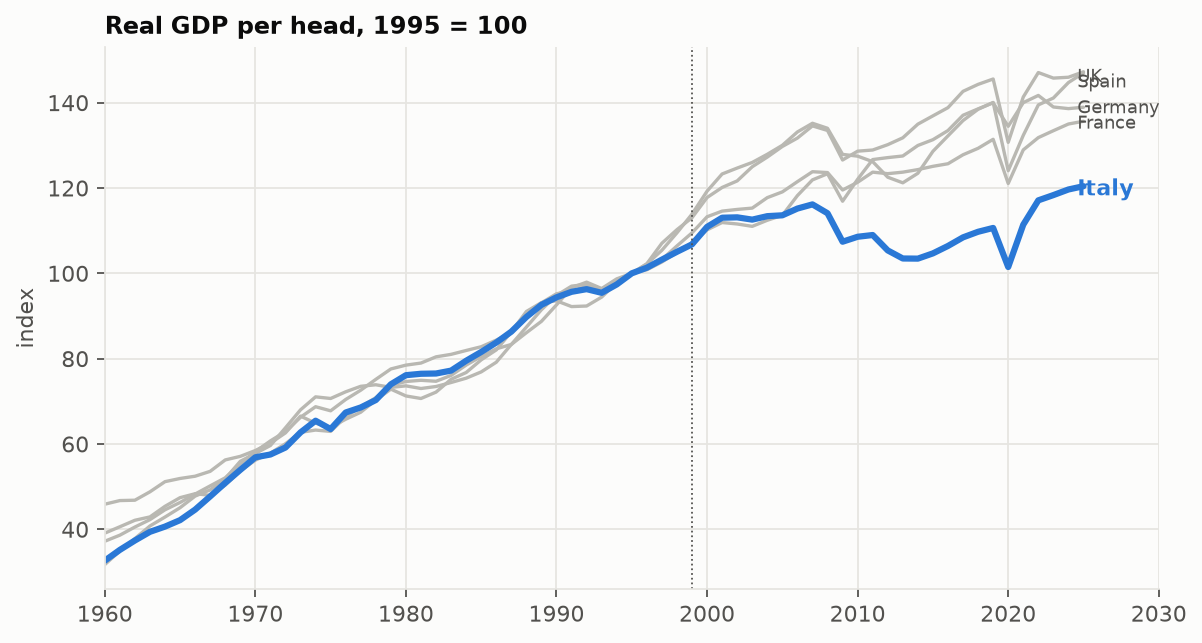 Real GDP per head, 1995 = 100
index
140
120
100
80
60
40
UK
Spain
Germany
France
Italy
1960 1970 1980 1990 2000 2010 2020 2030